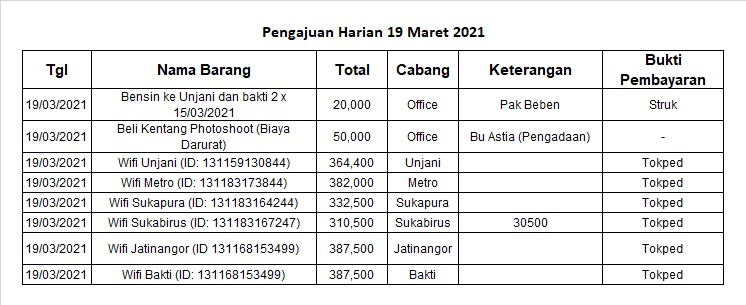 Pengajuan Harian 19 Maret 2021
Tgl Nama Barang Total Cabang Keterangan Bukti Pembayaran
19/03/2021 Bensin ke Unjani dan bakti 2 x 15/03/2021 20,000 Office Pak Beben Struk
19/03/2021 Beli Kentang Photoshoot (Biaya Darurat) 50,000 Office Bu Astia (Pengadaan) -
19/03/2021 Wifi Unjani (ID: 131159130844) 364,400 Unjani Tokped
19/03/2021 Wifi Metro (ID: 131183173844) 382,000 Metro Tokped
19/03/2021 Wifi Sukapura (ID: 131183164244) 332,500 Sukapura Tokped
19/03/2021 Wifi Sukabirus (ID: 131183167247) 310,500 Sukabirus 30500 Tokped
19/03/2021 Wifi Jatinangor (ID 131168153499) 387,500 Jatinangor Tokped
19/03/2021 Wifi Bakti (ID: 131168153499) 387,500 Bakti Tokped